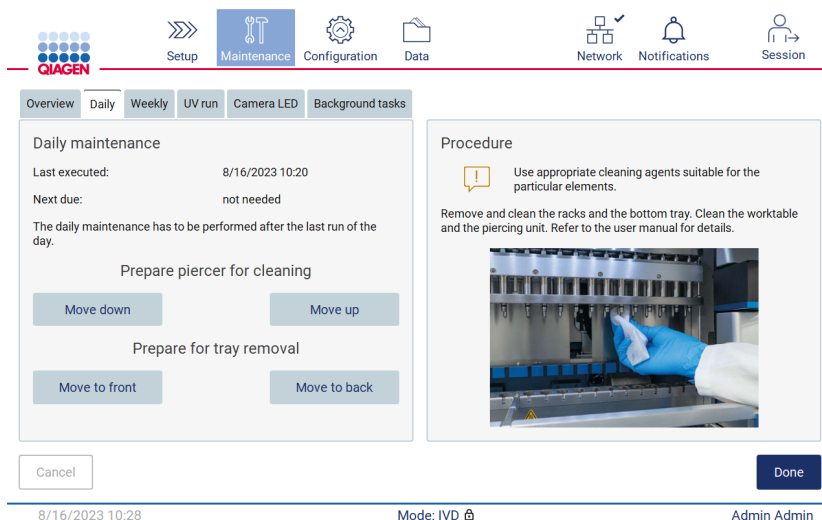 QIAGEN
Setup
Maintenance
Configuration
Data
Network
Notifications
Session
Overview
Daily
Weekly
UV run
Camera LED
Background tasks
Daily maintenance
Last executed: 8/16/2023 10:20
Next due: not needed
The daily maintenance has to be performed after the last run of the
day.
Prepare piercer for cleaning
Move down
Move up
Prepare for tray removal
Move to front
Move to back
Procedure
Use appropriate cleaning agents suitable for the
particular elements.
Remove and clean the racks and the bottom tray. Clean the worktable
and the piercing unit. Refer to the user manual for details.
Cancel
Done
8/16/2023 10:28
Mode: IVD
Admin Admin